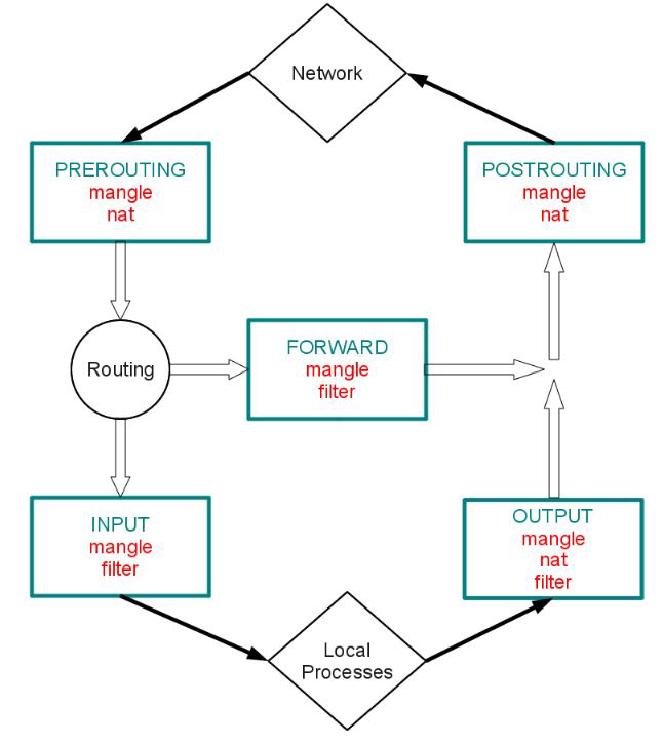 Network
PREROUTING
mangle
nat
POSTROUTING
mangle
nat
Routing
FORWARD
mangle
filter
INPUT
mangle
filter
OUTPUT
mangle
nat
filter
Local
Processes